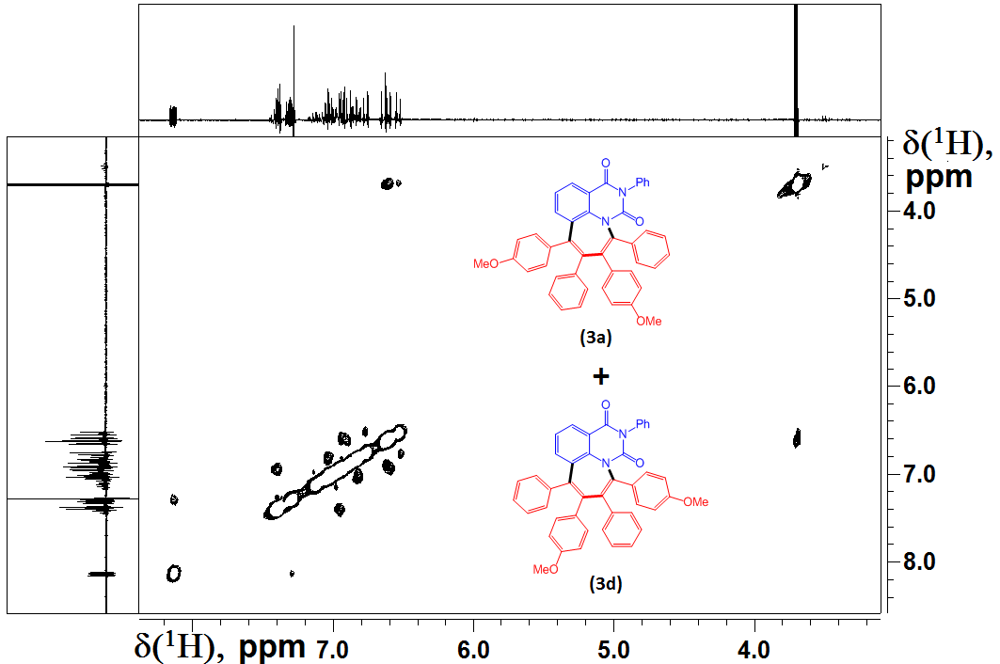 δ(¹H),
ppm
4.0
5.0
6.0
7.0
8.0
O
N
Ph
N
O
MeO
OMe
(3a)
+
O
N
Ph
N
O
OMe
MeO
(3d)
δ(¹H), ppm 7.0 6.0 5.0 4.0